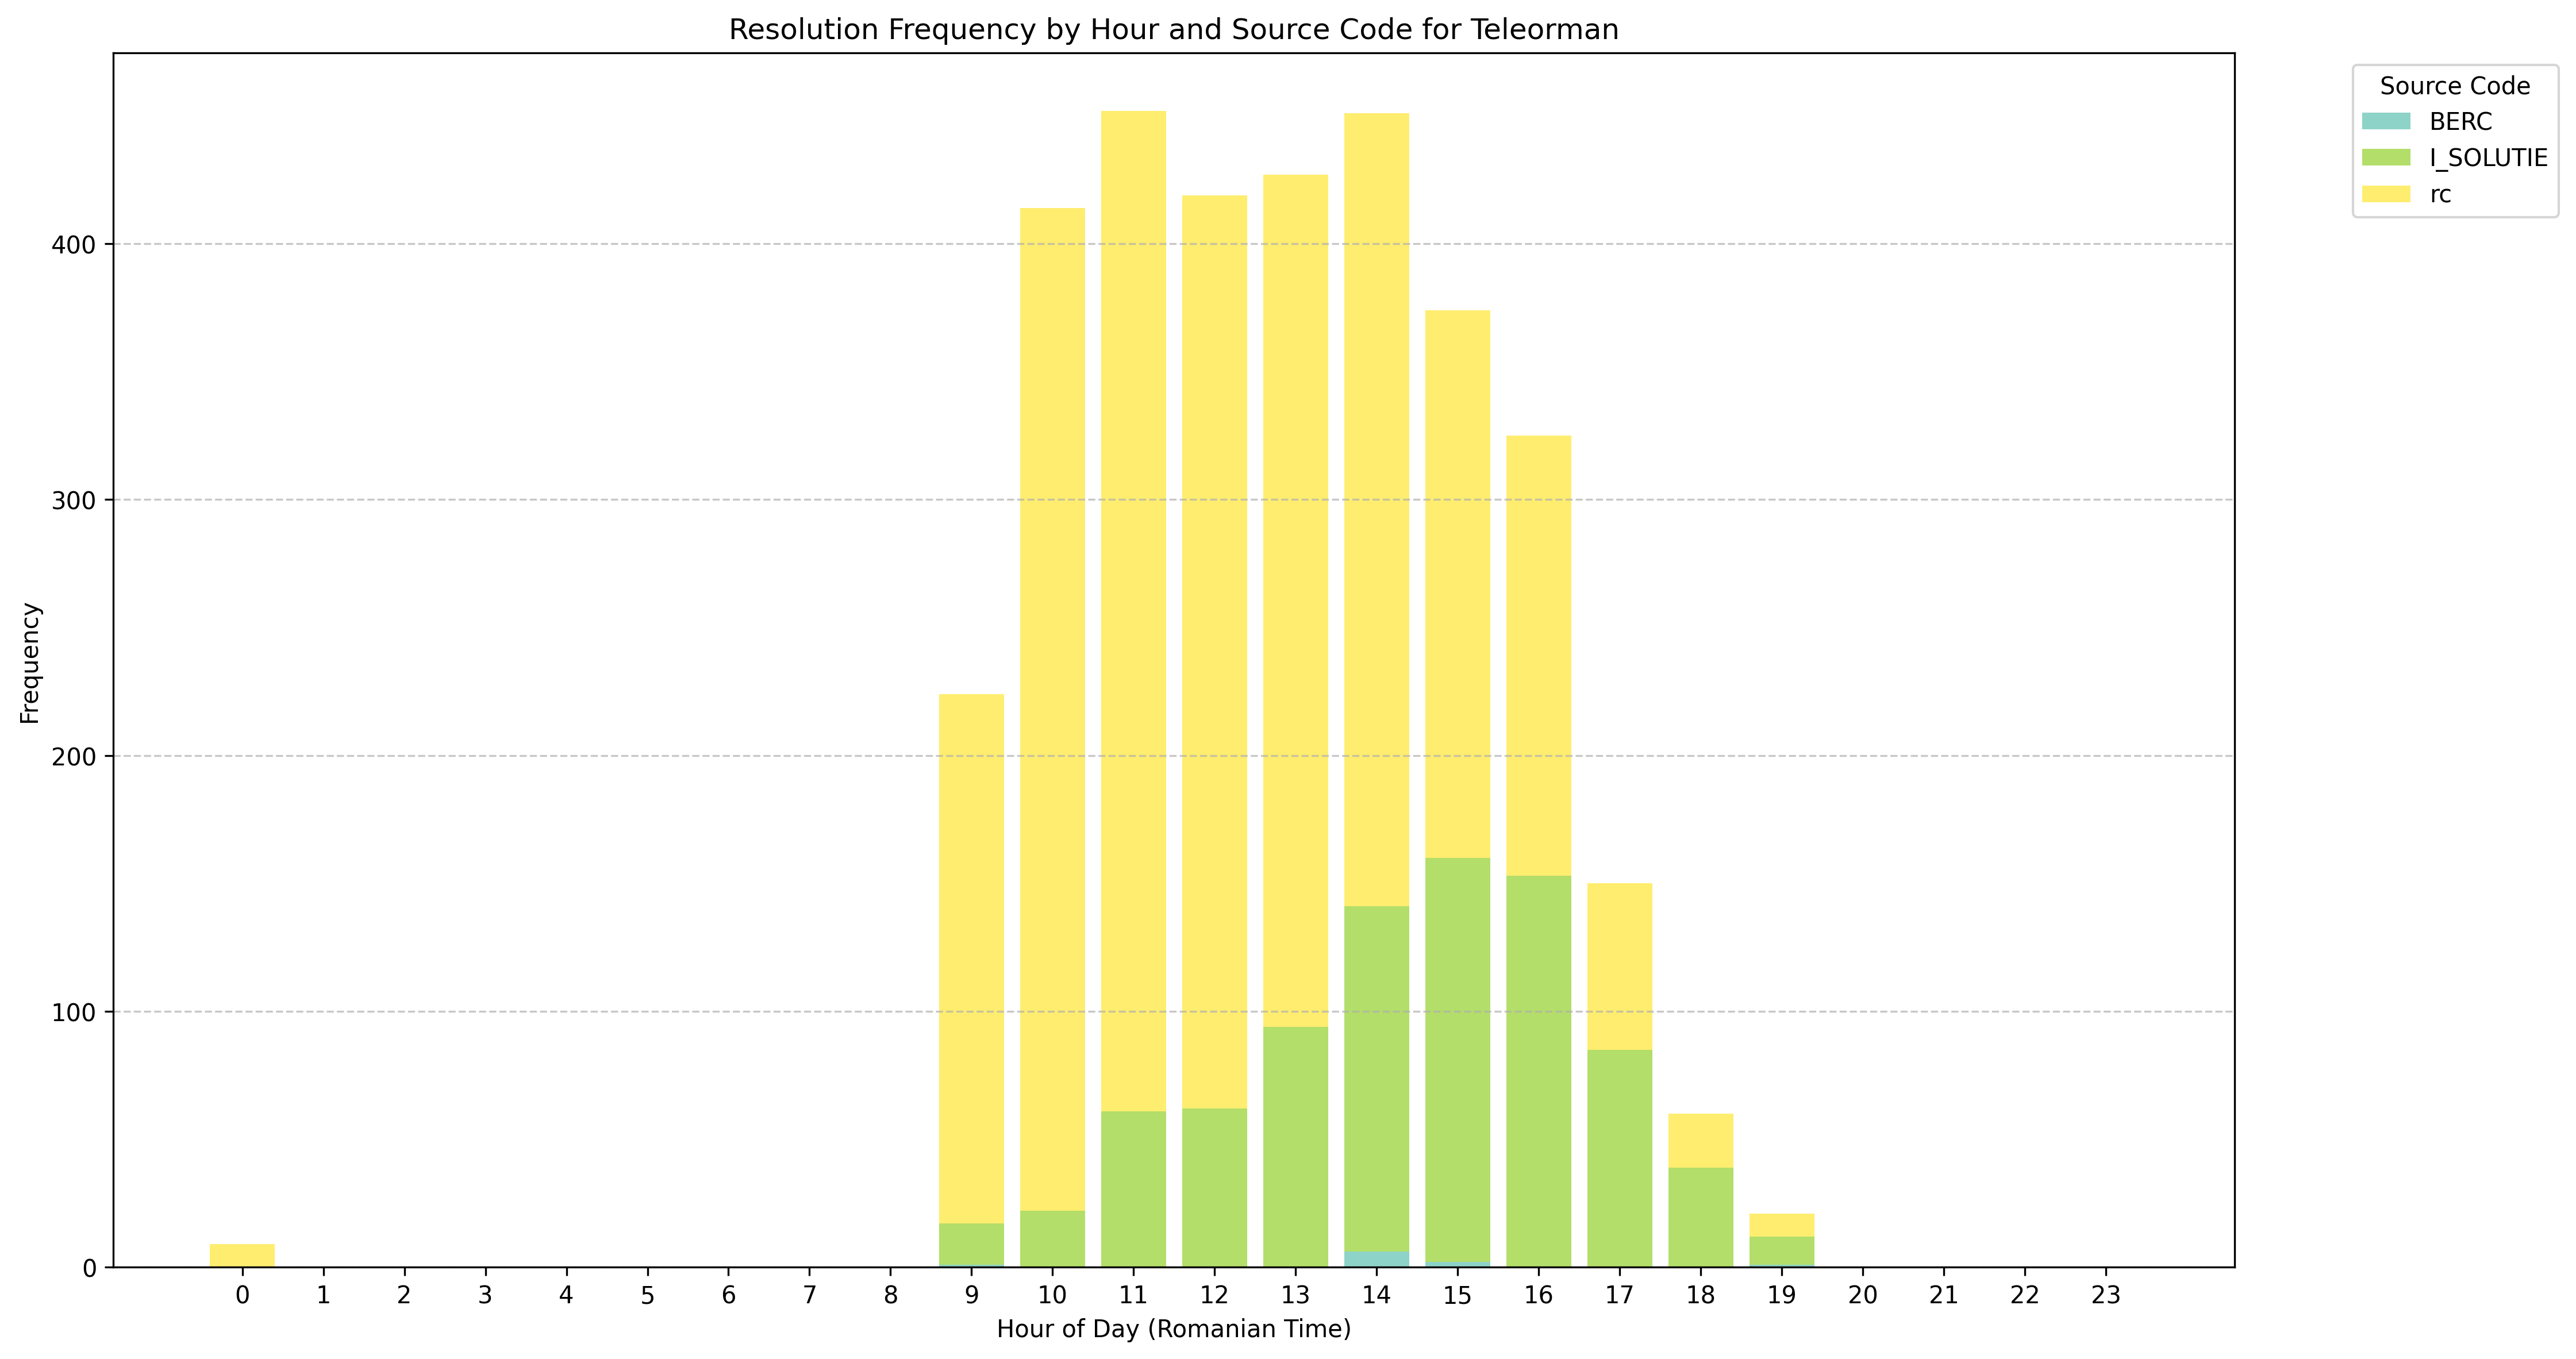 Resolution Frequency by Hour and Source Code for Teleorman
Source Code
BERC
I_SOLUTIE
rc
Frequency
400
300
200
100
0
0 1 2 3 4 5 6 7 8 9 10 11 12 13 14 15 16 17 18 19 20 21 22 23
Hour of Day (Romanian Time)